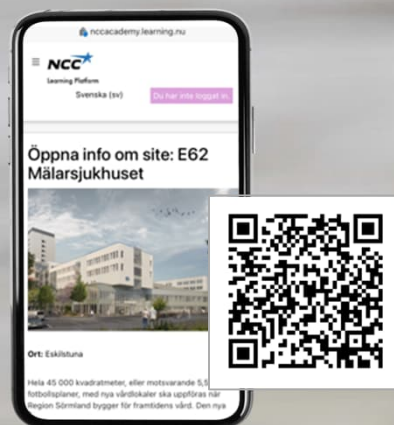 nccacademy.learning.nu
NCC
Learning Platform
Svenska (sv)
Du har inte loggat in.
Öppna info om site: E62
Mälarsjukhuset
Ort: Eskilstuna
Hela 45 000 kvadratmeter, eller motsvarande 5,5
fotbollsplaner, med nya vårdlokaler ska uppföras när
Region Sörmland bygger för framtidens vård. Den nya